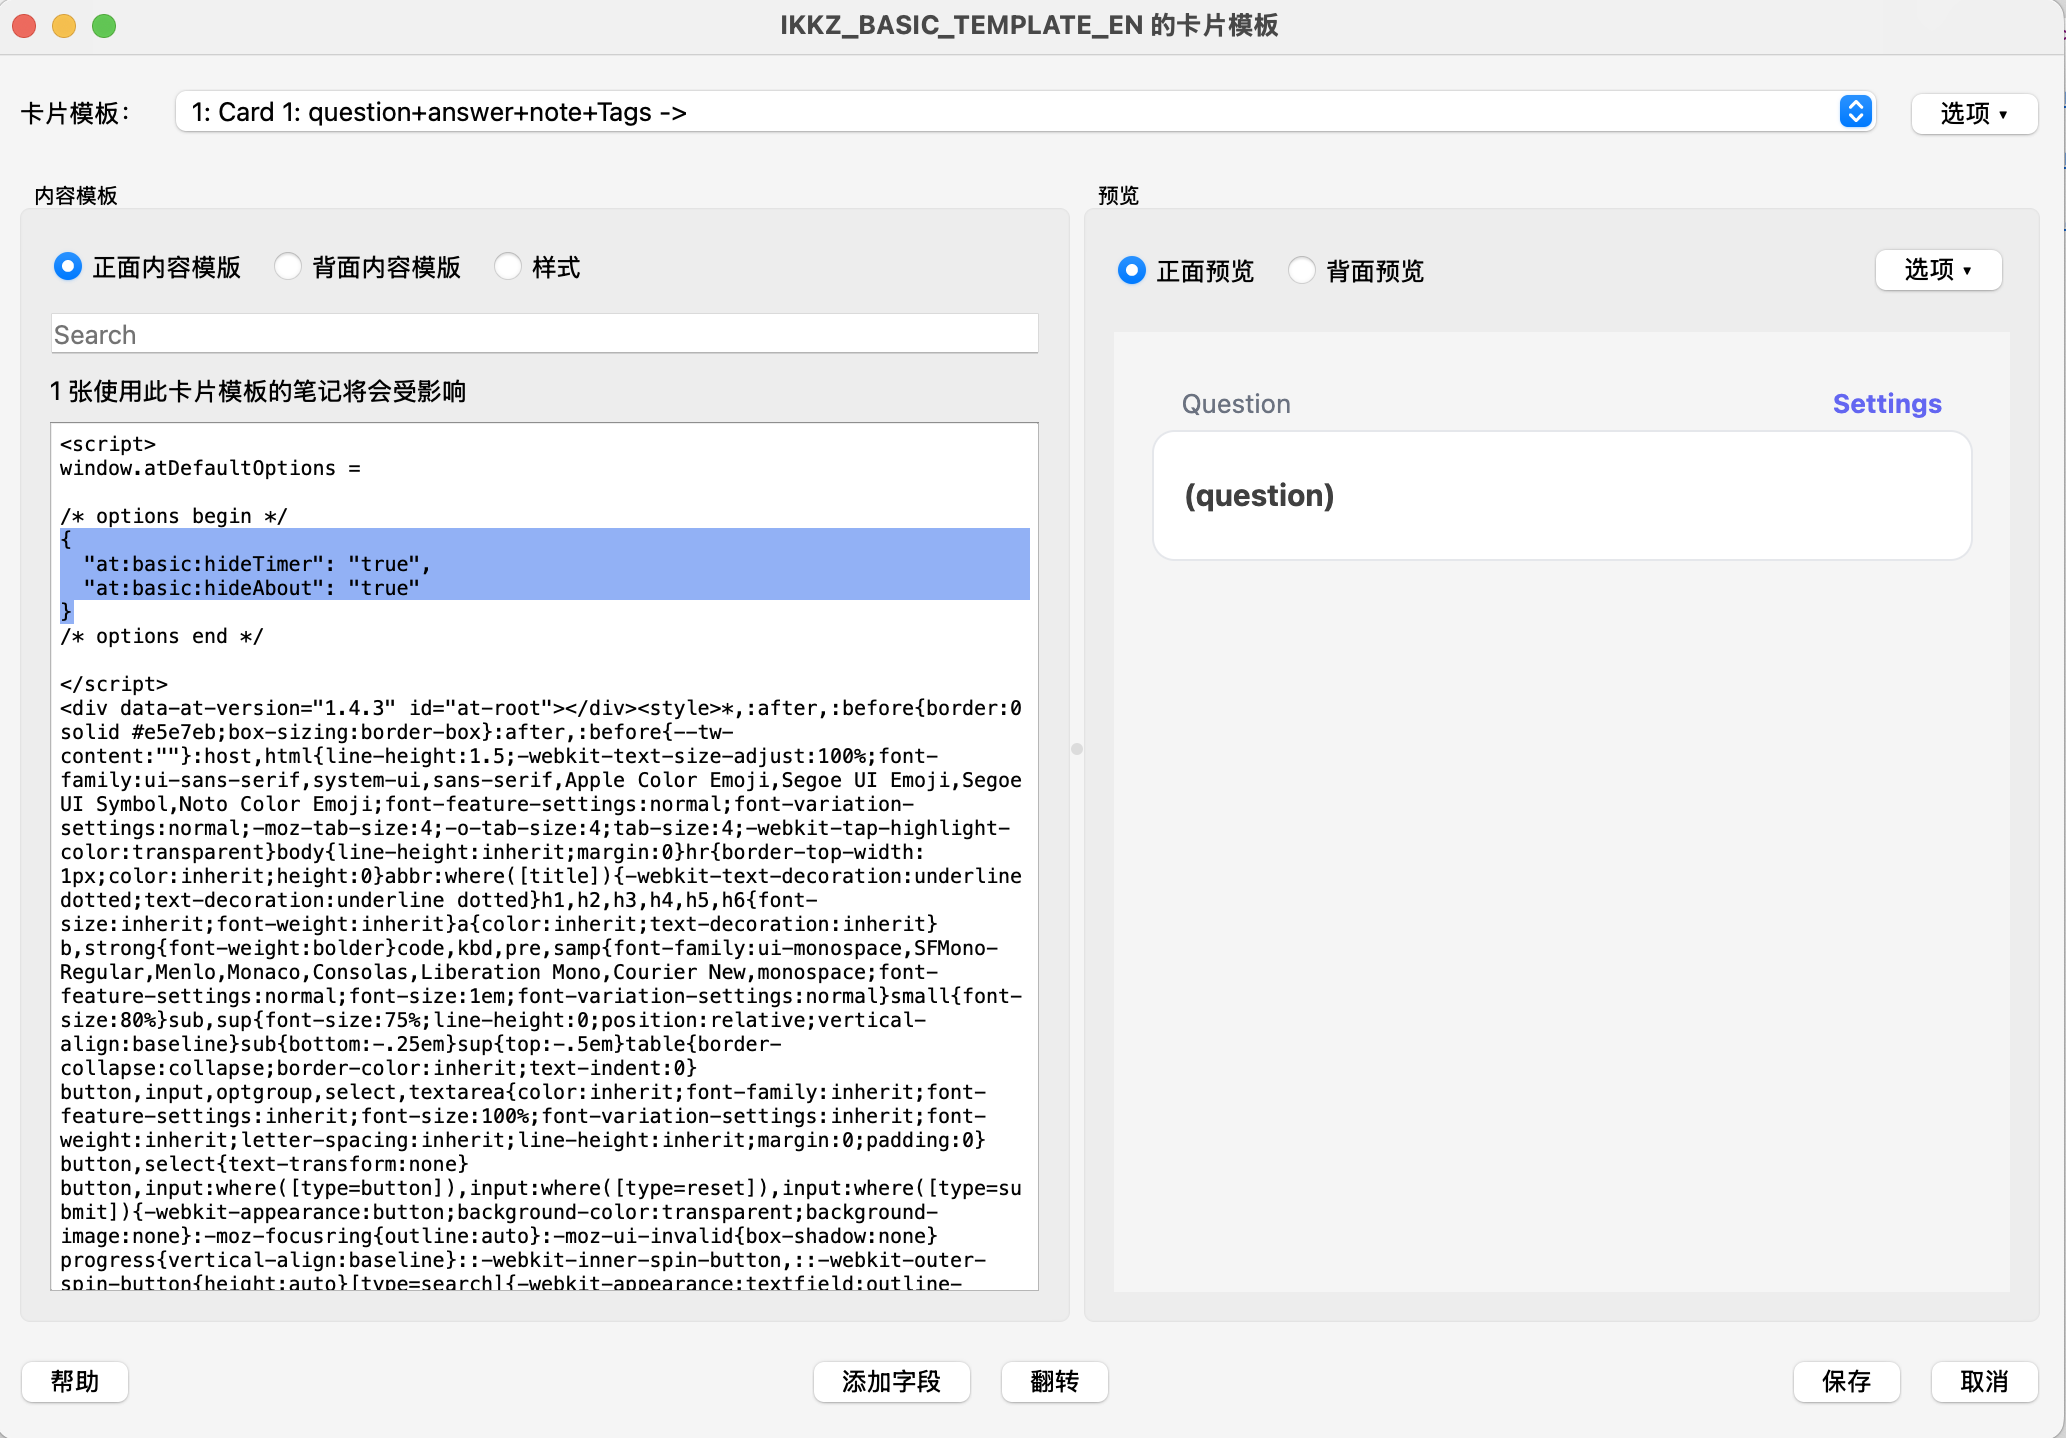 IKKZ_BASIC_TEMPLATE_EN 的卡片模板
卡片模板：
1: Card 1: question+answer+note+Tags ->
选项 ▾
内容模板
正面内容模版 背面内容模版 样式
Search
1 张使用此卡片模板的笔记将会受影响
<script>
window.atDefaultOptions =
/* options begin */
{
  "at:basic:hideTimer": "true",
  "at:basic:hideAbout": "true"
}
/* options end */
</script>
<div data-at-version="1.4.3" id="at-root"></div><style>*,:after,:before{border:0
solid #e5e7eb;box-sizing:border-box}:after,:before{--tw-
content:""}:host,html{line-height:1.5;-webkit-text-size-adjust:100%;font-
family:ui-sans-serif,system-ui,sans-serif,Apple Color Emoji,Segoe UI Emoji,Segoe
UI Symbol,Noto Color Emoji;font-feature-settings:normal;font-variation-
settings:normal;-moz-tab-size:4;-o-tab-size:4;tab-size:4;-webkit-tap-highlight-
color:transparent}body{line-height:inherit;margin:0}hr{border-top-width:
1px;color:inherit;height:0}abbr:where([title]){-webkit-text-decoration:underline
dotted;text-decoration:underline dotted}h1,h2,h3,h4,h5,h6{font-
size:inherit;font-weight:inherit}a{color:inherit;text-decoration:inherit}
b,strong{font-weight:bolder}code,kbd,pre,samp{font-family:ui-monospace,SFMono-
Regular,Menlo,Monaco,Consolas,Liberation Mono,Courier New,monospace;font-
feature-settings:normal;font-size:1em;font-variation-settings:normal}small{font-
size:80%}sub,sup{font-size:75%;line-height:0;position:relative;vertical-
align:baseline}sub{bottom:-.25em}sup{top:-.5em}table{border-
collapse:collapse;border-color:inherit;text-indent:0}
button,input,optgroup,select,textarea{color:inherit;font-family:inherit;font-
feature-settings:inherit;font-size:100%;font-variation-settings:inherit;font-
weight:inherit;letter-spacing:inherit;line-height:inherit;margin:0;padding:0}
button,select{text-transform:none}
button,input:where([type=button]),input:where([type=reset]),input:where([type=su
bmit]){-webkit-appearance:button;background-color:transparent;background-
image:none}:-moz-focusring{outline:auto}:-moz-ui-invalid{box-shadow:none}
progress{vertical-align:baseline}::-webkit-inner-spin-button,::-webkit-outer-
spin-button{height:auto}[type=search]{-webkit-appearance:textfield;outline-
预览
正面预览 背面预览
选项 ▾
Question
Settings
(question)
帮助
添加字段
翻转
保存
取消